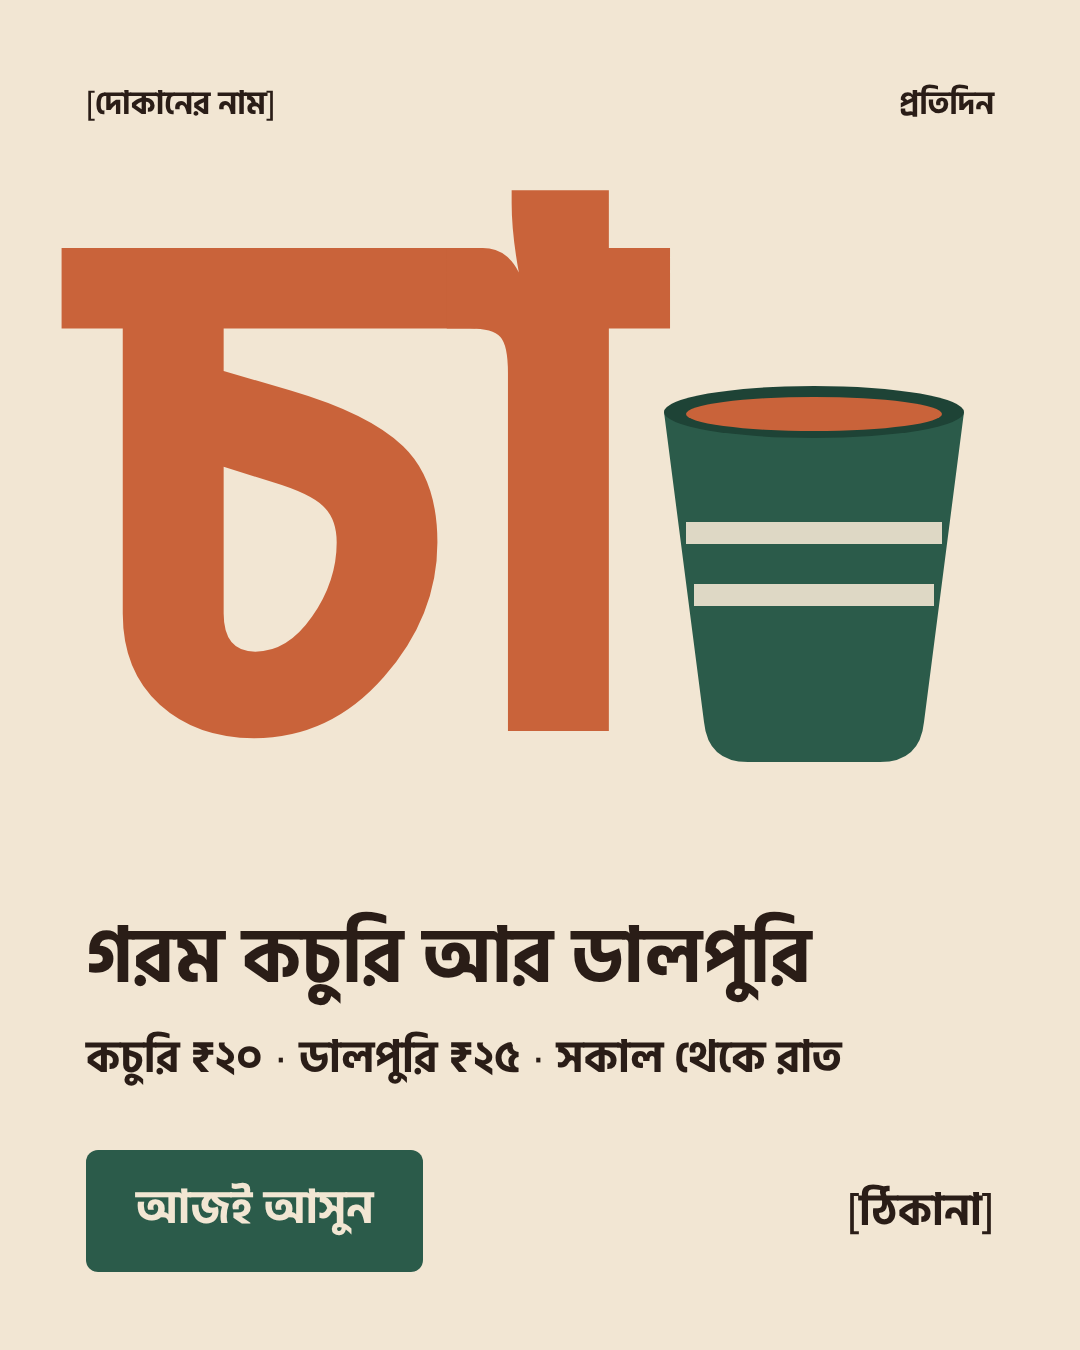 [দোকানের নাম]
প্রতিদিন
চা
গরম কচুরি আর ডালপুরি
কচুরি ₹২০ · ডালপুরি ₹২৫ · সকাল থেকে রাত
আজই আসুন
[ঠিকানা]